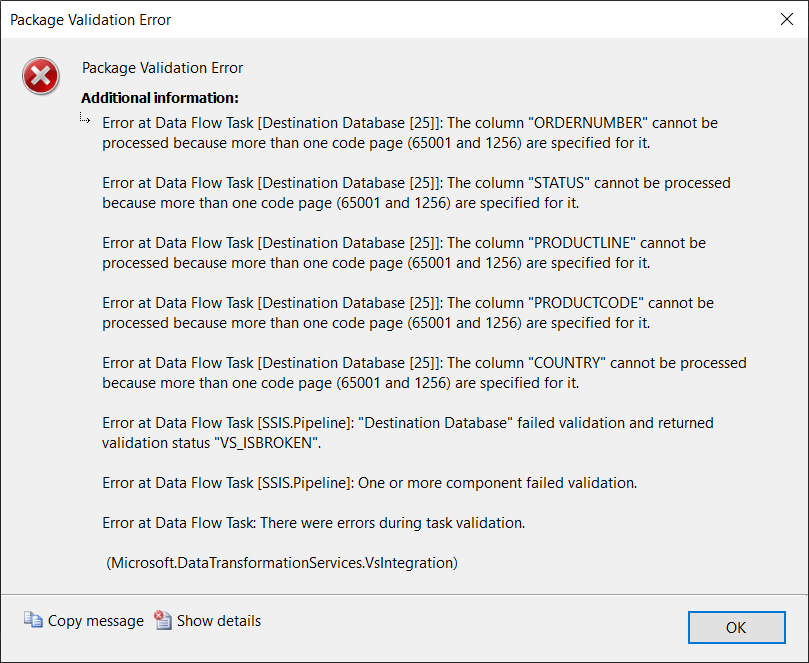 Package Validation Error
Package Validation Error
Additional information:
Error at Data Flow Task [Destination Database [25]]: The column "ORDERNUMBER" cannot be
processed because more than one code page (65001 and 1256) are specified for it.
Error at Data Flow Task [Destination Database [25]]: The column "STATUS" cannot be processed
because more than one code page (65001 and 1256) are specified for it.
Error at Data Flow Task [Destination Database [25]]: The column "PRODUCTLINE" cannot be
processed because more than one code page (65001 and 1256) are specified for it.
Error at Data Flow Task [Destination Database [25]]: The column "PRODUCTCODE" cannot be
processed because more than one code page (65001 and 1256) are specified for it.
Error at Data Flow Task [Destination Database [25]]: The column "COUNTRY" cannot be processed
because more than one code page (65001 and 1256) are specified for it.
Error at Data Flow Task [SSIS.Pipeline]: "Destination Database" failed validation and returned
validation status "VS_ISBROKEN".
Error at Data Flow Task [SSIS.Pipeline]: One or more component failed validation.
Error at Data Flow Task: There were errors during task validation.
(Microsoft.DataTransformationServices.VsIntegration)
Copy message Show details OK